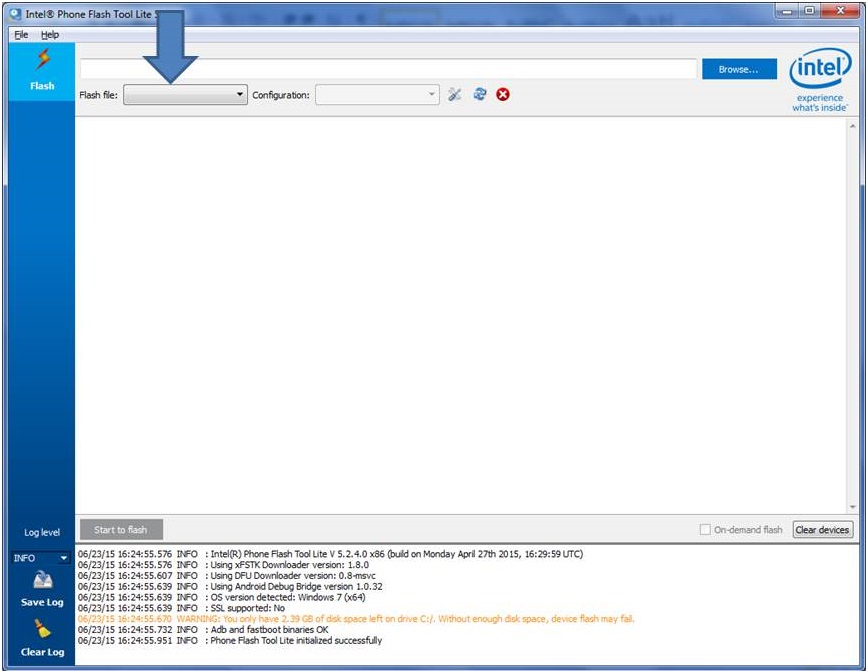 Intel® Phone Flash Tool Lite 5
File Help
Flash
Browse...
intel
experience
what's inside™
Flash file:
Configuration:
Start to flash
On-demand flash
Clear devices
Log level
INFO
Save Log
Clear Log
06/23/15 16:24:55.576 INFO : Intel(R) Phone Flash Tool Lite V 5.2.4.0 x86 (build on Monday April 27th 2015, 16:29:59 UTC)
06/23/15 16:24:55.576 INFO : Using xFSTK Downloader version: 1.8.0
06/23/15 16:24:55.607 INFO : Using DFU Downloader version: 0.8-msvc
06/23/15 16:24:55.639 INFO : Using Android Debug Bridge version 1.0.32
06/23/15 16:24:55.639 INFO : OS version detected: Windows 7 (x64)
06/23/15 16:24:55.639 INFO : SSL supported: No
06/23/15 16:24:55.670 WARNING: You only have 2.39 GB of disk space left on drive C:/. Without enough disk space, device flash may fail.
06/23/15 16:24:55.732 INFO : Adb and fastboot binaries OK
06/23/15 16:24:55.951 INFO : Phone Flash Tool Lite initialized successfully